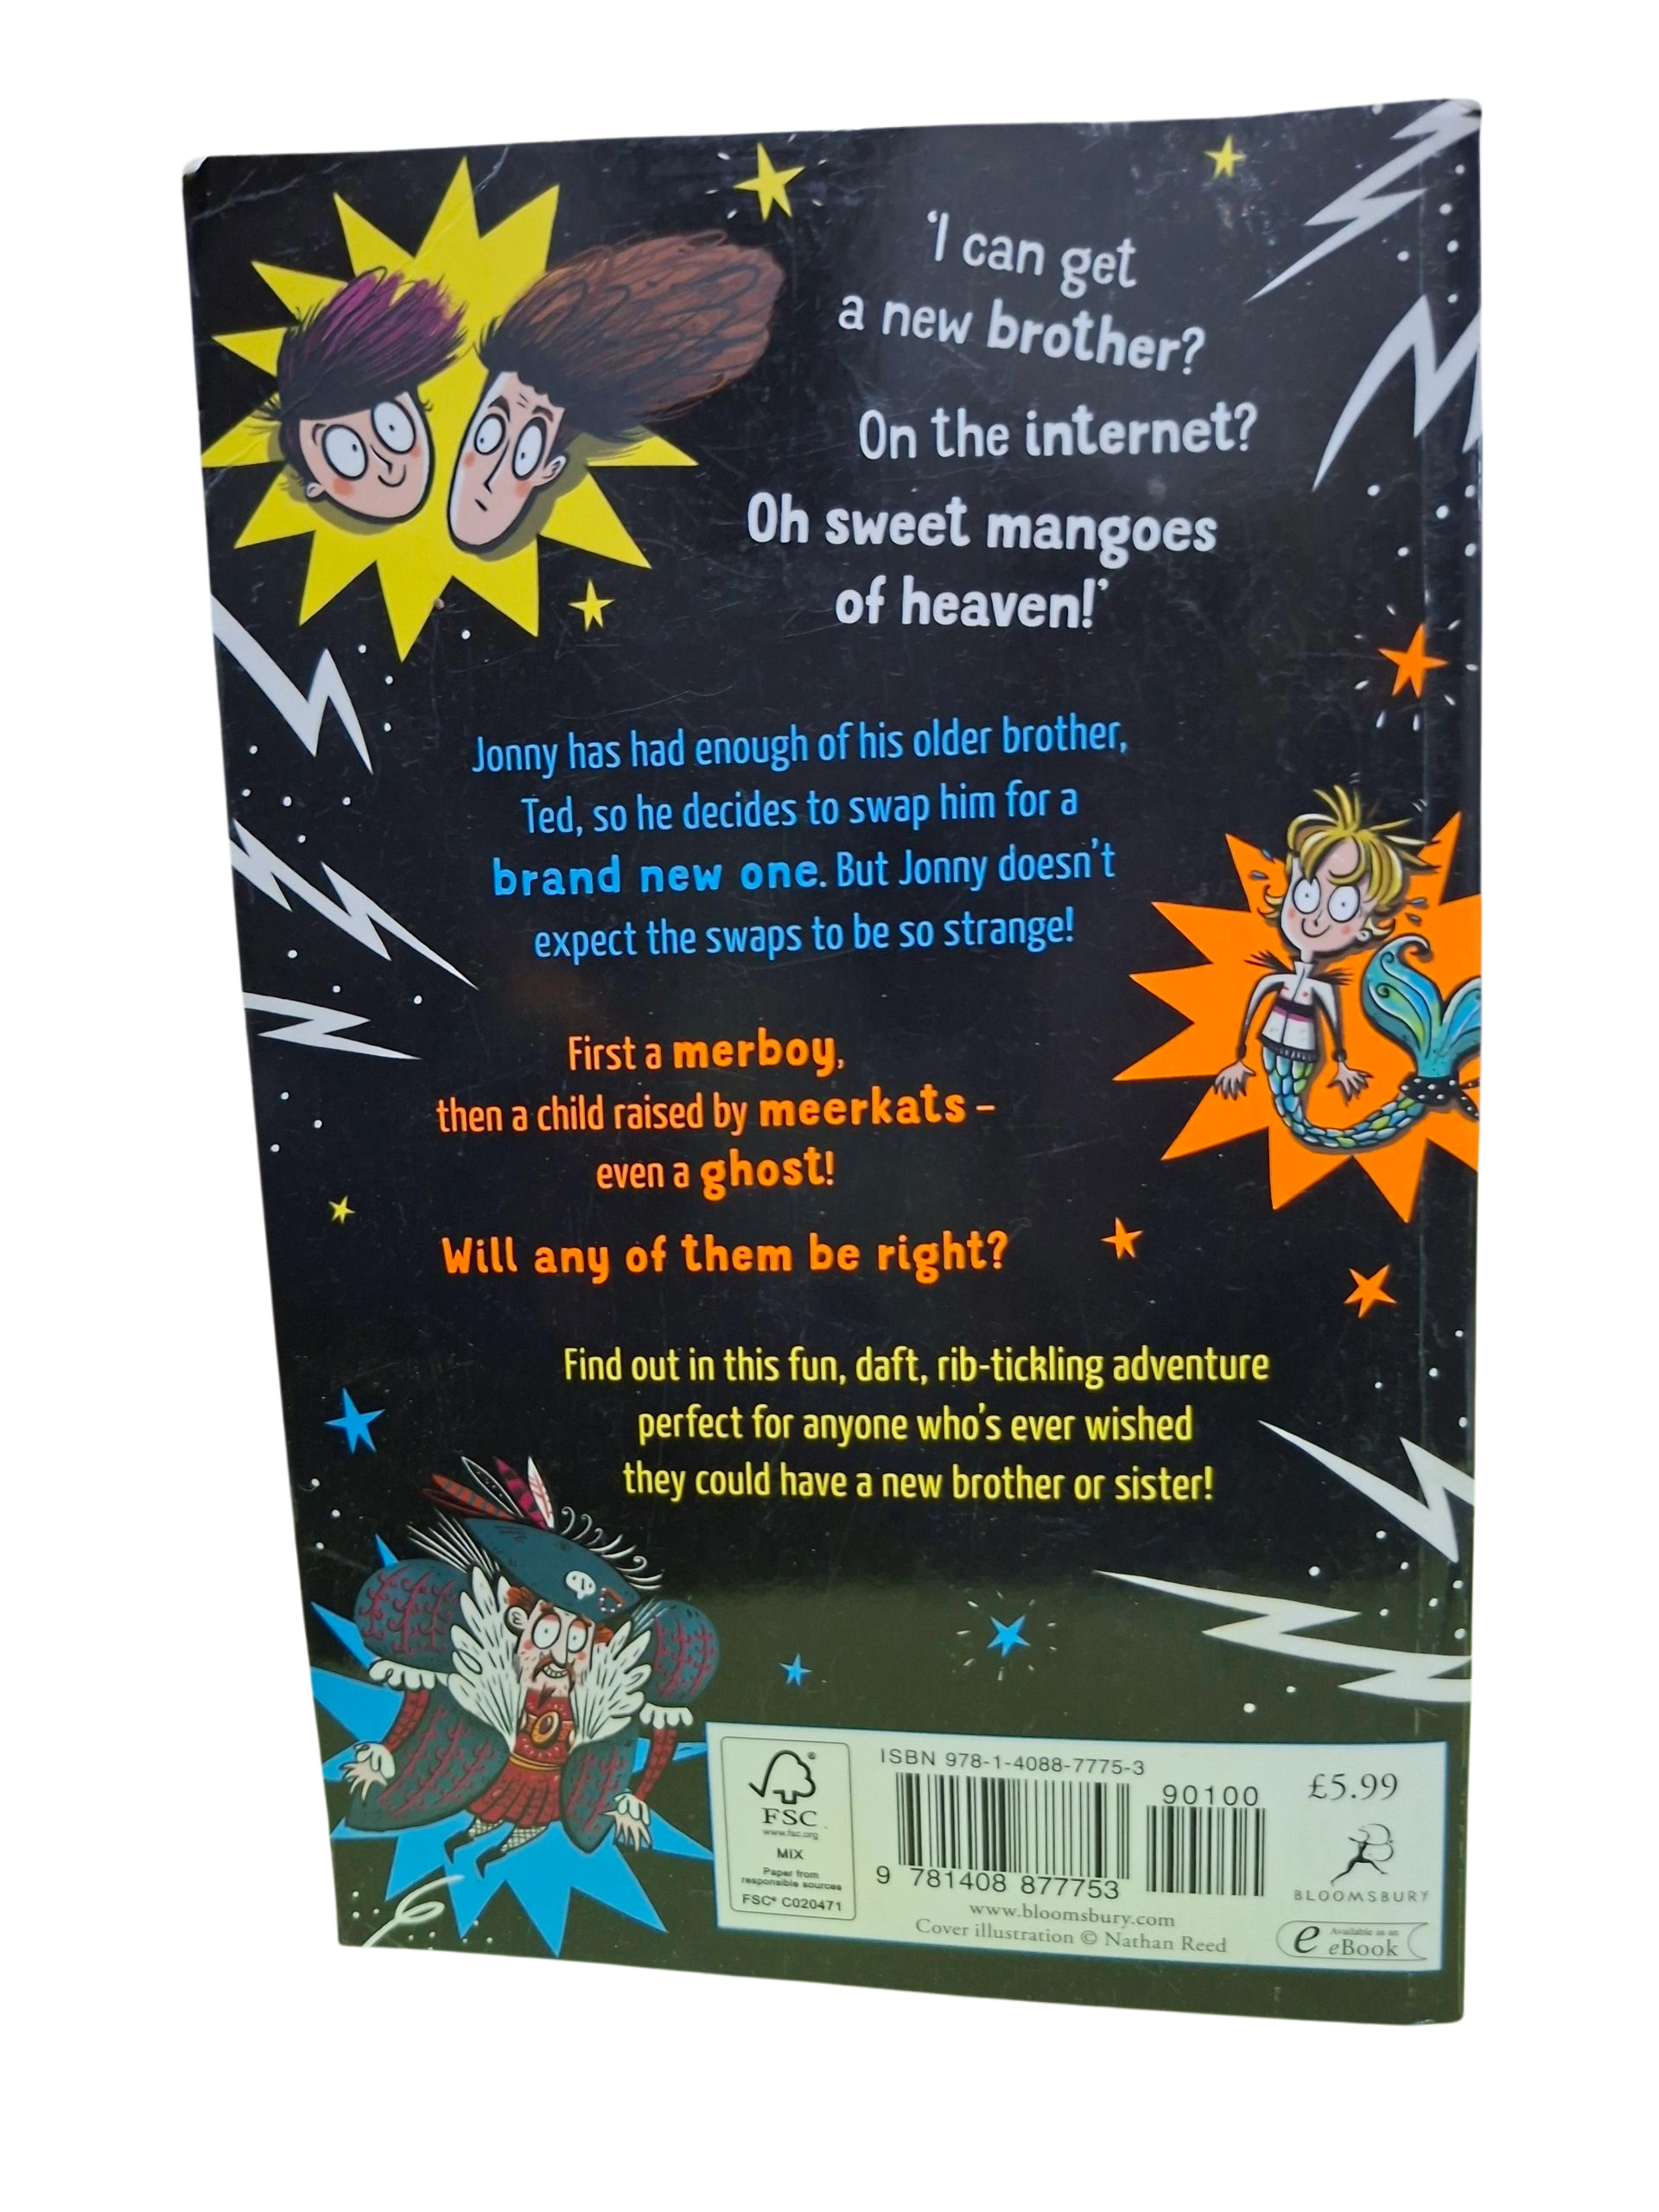 ‘I can get
a new brother?
On the internet?
Oh sweet mangoes
of heaven!’
Jonny has had enough of his older brother,
Ted, so he decides to swap him for a
brand new one. But Jonny doesn’t
expect the swaps to be so strange!
First a merboy,
then a child raised by meerkats –
even a ghost!
Will any of them be right?
Find out in this fun, daft, rib-tickling adventure
perfect for anyone who’s ever wished
they could have a new brother or sister!
FSC
www.fsc.org
MIX
Paper from
responsible sources
FSC® C020471
ISBN 978-1-4088-7775-3
90100
9 781408 877753
www.bloomsbury.com
Cover illustration © Nathan Reed
£5.99
BLOOMSBURY
e Available as an
eBook